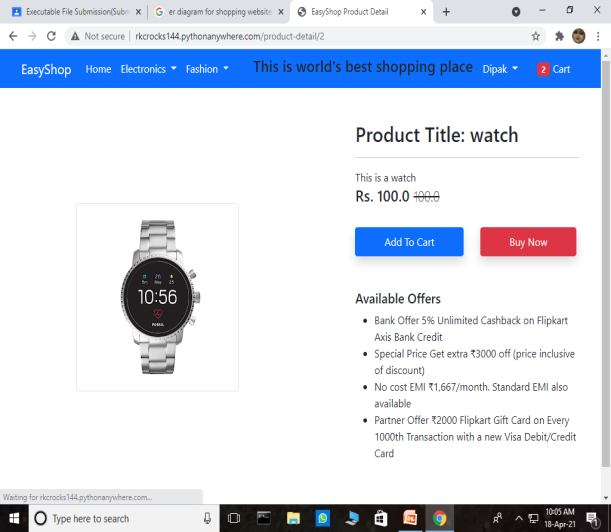 Executable File Submission(Subm
er diagram for shopping website
EasyShop Product Detail
Not secure | rkcrocks144.pythonanywhere.com/product-detail/2
EasyShop Home Electronics Fashion This is world's best shopping place Dipak 2 Cart
Product Title: watch
This is a watch
Rs. 100.0 100.0
Add To Cart Buy Now
10:56
FOSSIL
Available Offers
Bank Offer 5% Unlimited Cashback on Flipkart
Axis Bank Credit
Special Price Get extra ₹3000 off (price inclusive
of discount)
No cost EMI ₹1,667/month. Standard EMI also
available
Partner Offer ₹2000 Flipkart Gift Card on Every
1000th Transaction with a new Visa Debit/Credit
Card
Waiting for rkcrocks144.pythonanywhere.com...
Type here to search
10:05 AM
18-Apr-21